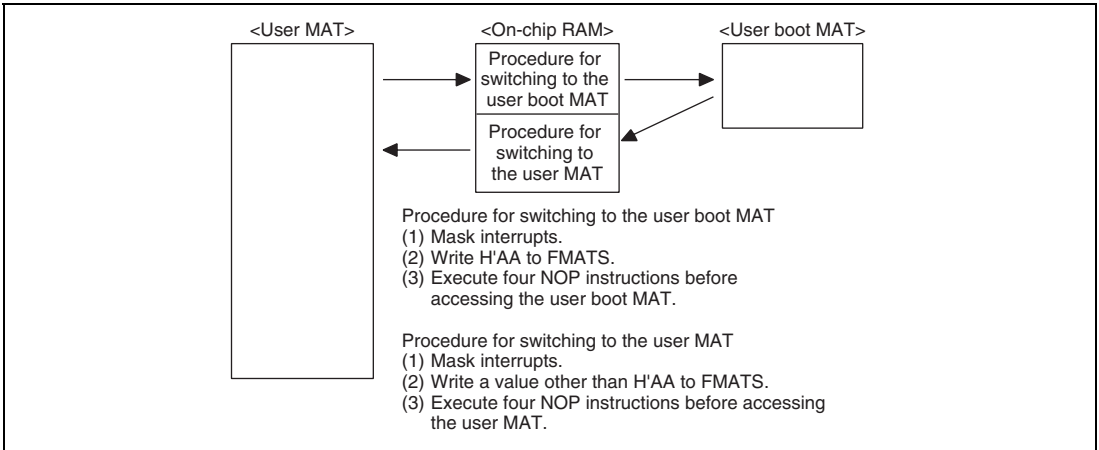 <User MAT>
<On-chip RAM>
<User boot MAT>
Procedure for
switching to the
user boot MAT
Procedure for
switching to
the user MAT
Procedure for switching to the user boot MAT
(1) Mask interrupts.
(2) Write H'AA to FMATS.
(3) Execute four NOP instructions before
accessing the user boot MAT.
Procedure for switching to the user MAT
(1) Mask interrupts.
(2) Write a value other than H'AA to FMATS.
(3) Execute four NOP instructions before accessing
the user MAT.